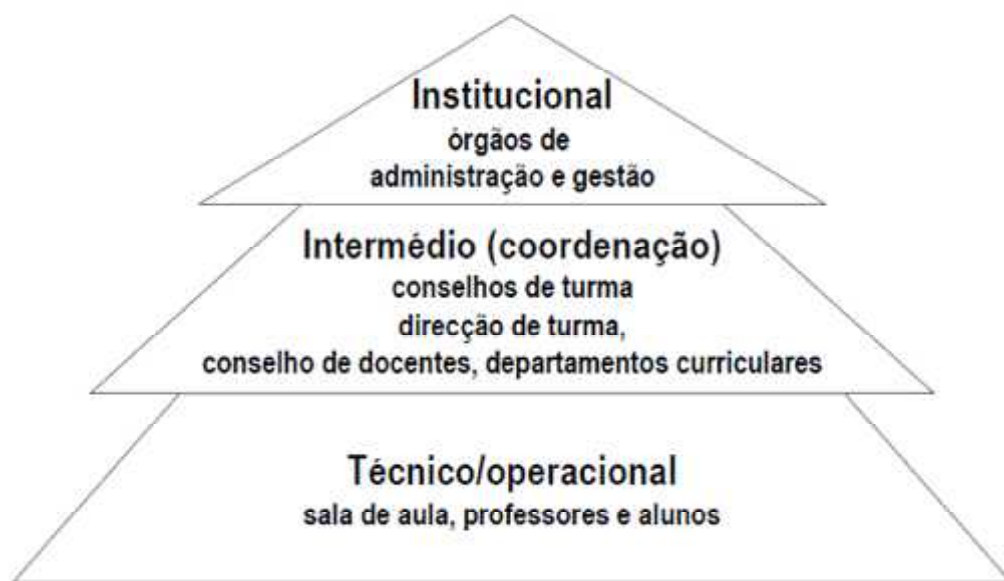 Institucional
órgãos de
administração e gestão
Intermédio (coordenação)
conselhos de turma
direcção de turma,
conselho de docentes, departamentos curriculares
Técnico/operacional
sala de aula, professores e alunos